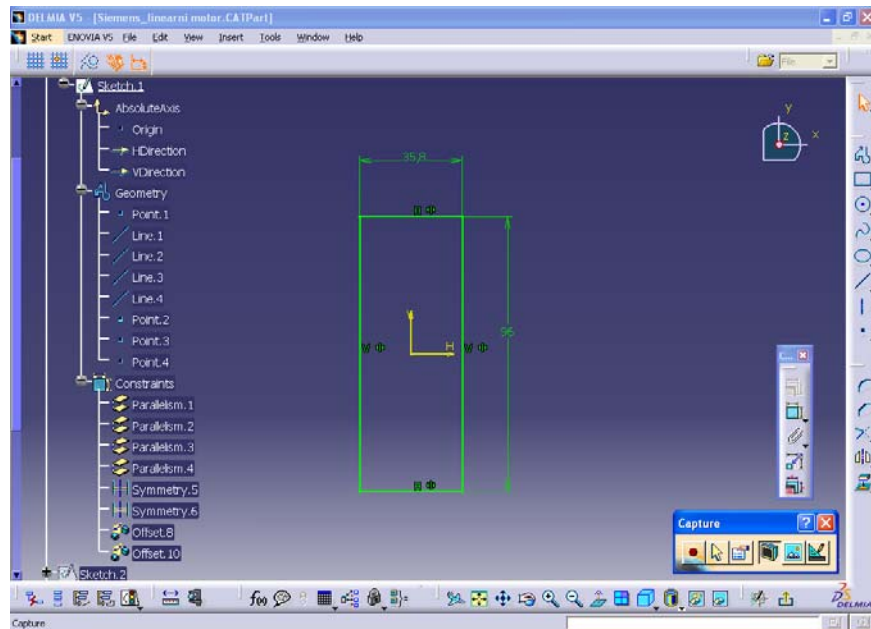 DELMIA V5 - [Siemens_linearni motor.CATPart]
Start ENOVIA V5 File Edit View Insert Tools Window Help
File
Sketch.1
AbsoluteAxis
Origin
HDirection
VDirection
Geometry
Point.1
Line.1
Line.2
Line.3
Line.4
Point.2
Point.3
Point.4
Constraints
Parallelism.1
Parallelism.2
Parallelism.3
Parallelism.4
Symmetry.5
Symmetry.6
Offset.8
Offset.10
Sketch.2
35,8
H
V
H
V
96
V
H
y
x
z
C...
Capture
f(x)
DELMIA
Capture